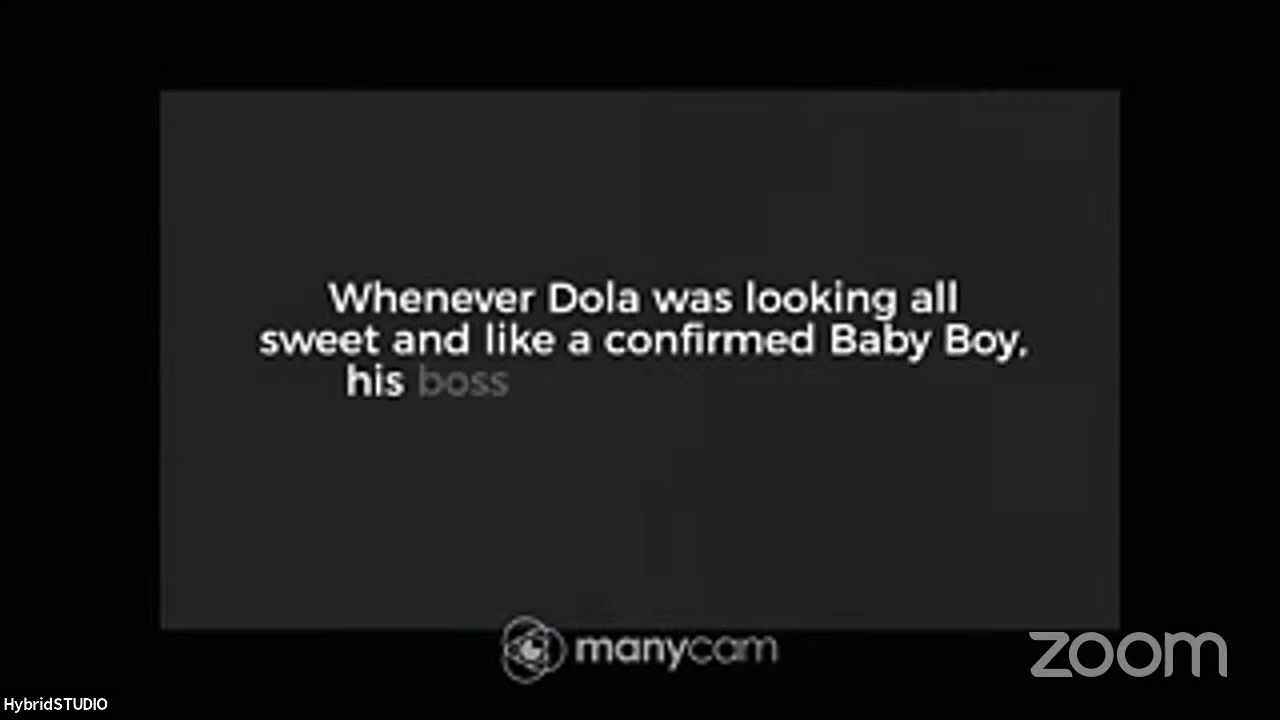 Whenever Dola was looking all
sweet and like a confirmed Baby Boy,
his boss
manycam
zoom
HybridSTUDIO